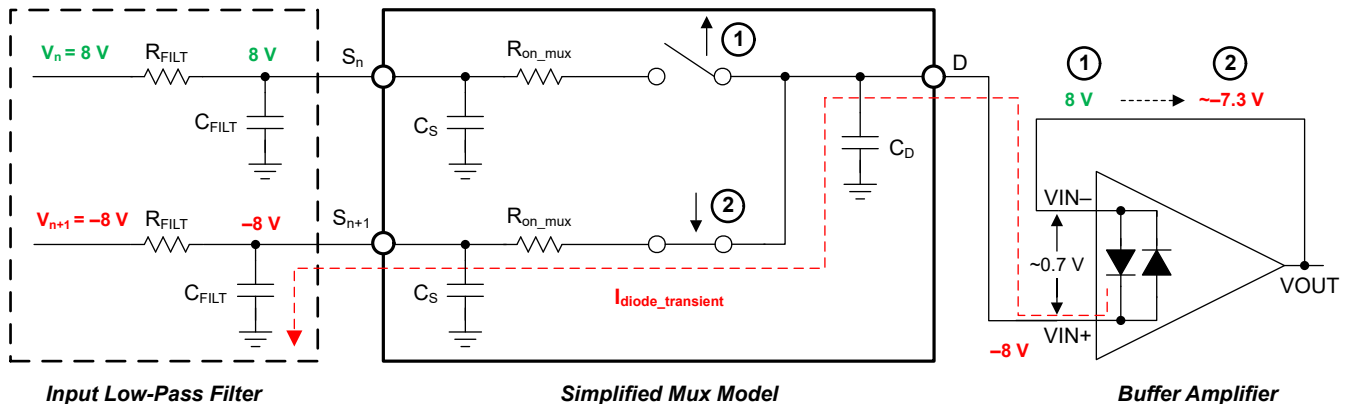 Vn = 8 V
RFILT
8 V
Sn
Ron_mux
1
D
1
2
8 V
~–7.3 V
CFILT
CS
CD
Vn+1 = –8 V
RFILT
–8 V
Sn+1
Ron_mux
2
VIN–
~0.7 V
VOUT
CFILT
CS
Idiode_transient
VIN+
–8 V
Input Low-Pass Filter
Simplified Mux Model
Buffer Amplifier